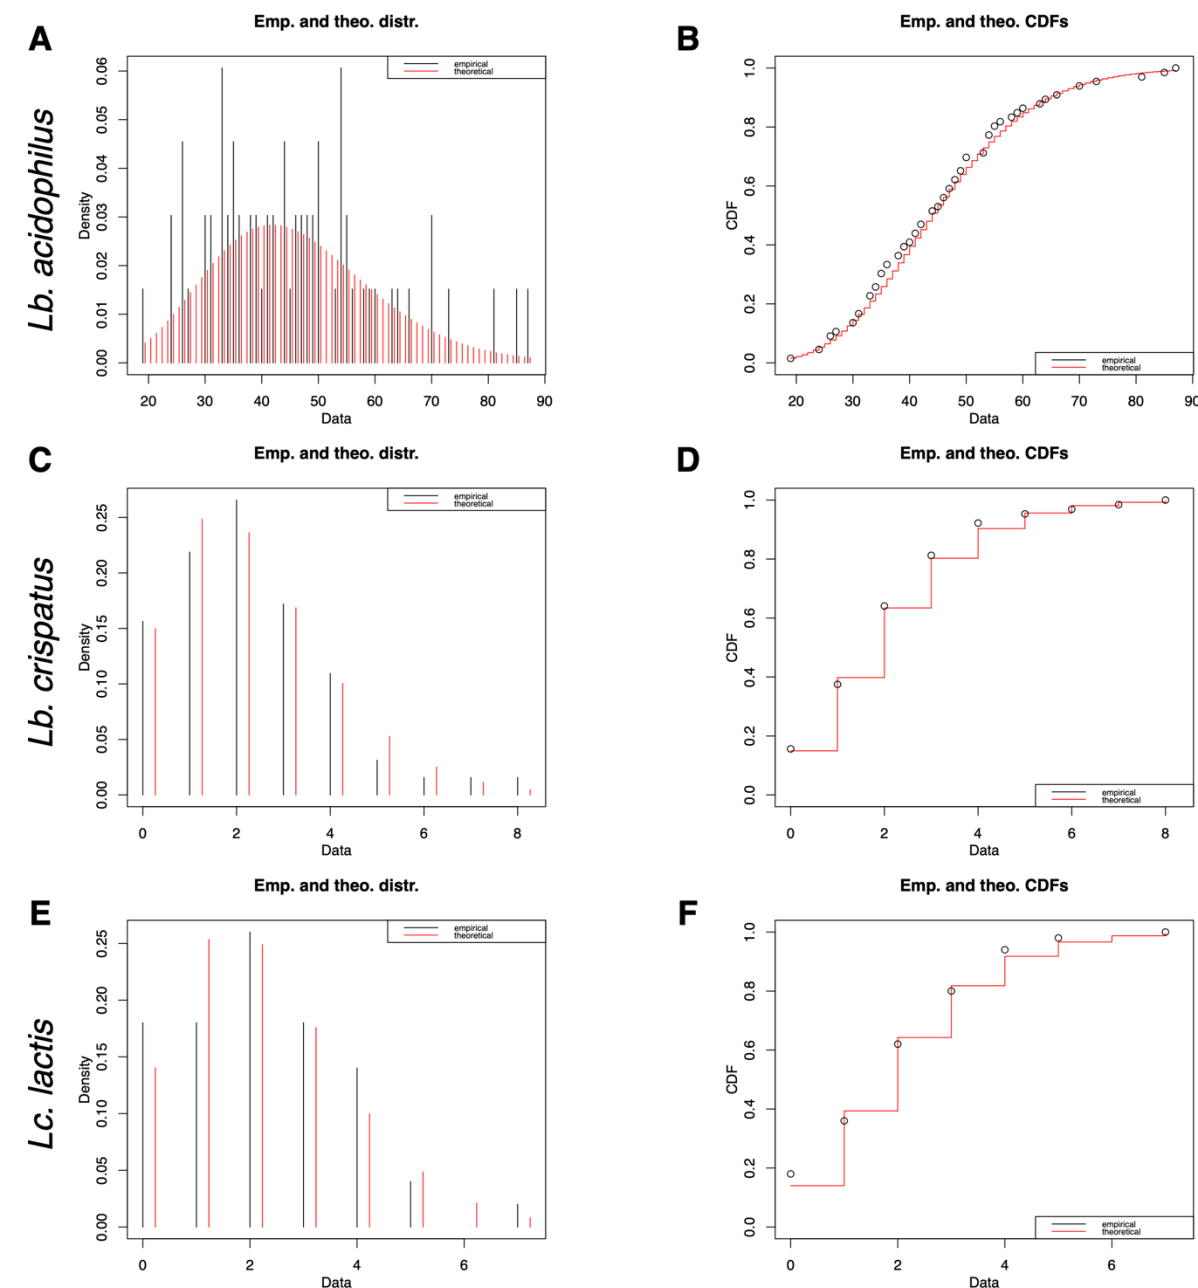 A
Emp. and theo. distr.
Lb. acidophilus
Density
0.06
0.05
0.04
0.03
0.02
0.01
0.00
empirical
theoretical
20 30 40 50 60 70 80 90
Data
B
Emp. and theo. CDFs
CDF
1.0
0.8
0.6
0.4
0.2
0.0
empirical
theoretical
20 30 40 50 60 70 80 90
Data
C
Emp. and theo. distr.
Lb. crispatus
Density
0.25
0.20
0.15
0.10
0.05
0.00
empirical
theoretical
0 2 4 6 8
Data
D
Emp. and theo. CDFs
CDF
1.0
0.8
0.6
0.4
0.2
0.0
empirical
theoretical
0 2 4 6 8
Data
E
Emp. and theo. distr.
Lc. lactis
Density
0.25
0.20
0.15
0.10
0.05
0.00
empirical
theoretical
0 2 4 6
Data
F
Emp. and theo. CDFs
CDF
1.0
0.8
0.6
0.4
0.2
0.0
empirical
theoretical
0 2 4 6
Data